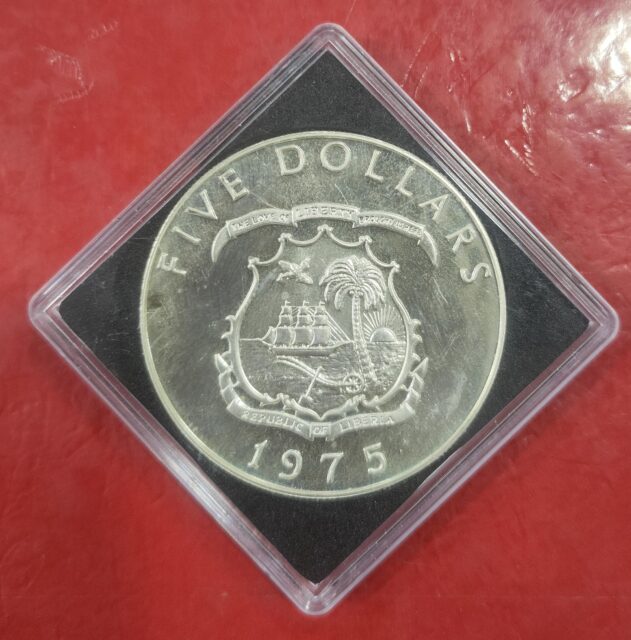 FIVE DOLLARS
THE LOVE OF LIBERTY BROUGHT US HERE
REPUBLIC OF LIBERIA
1975